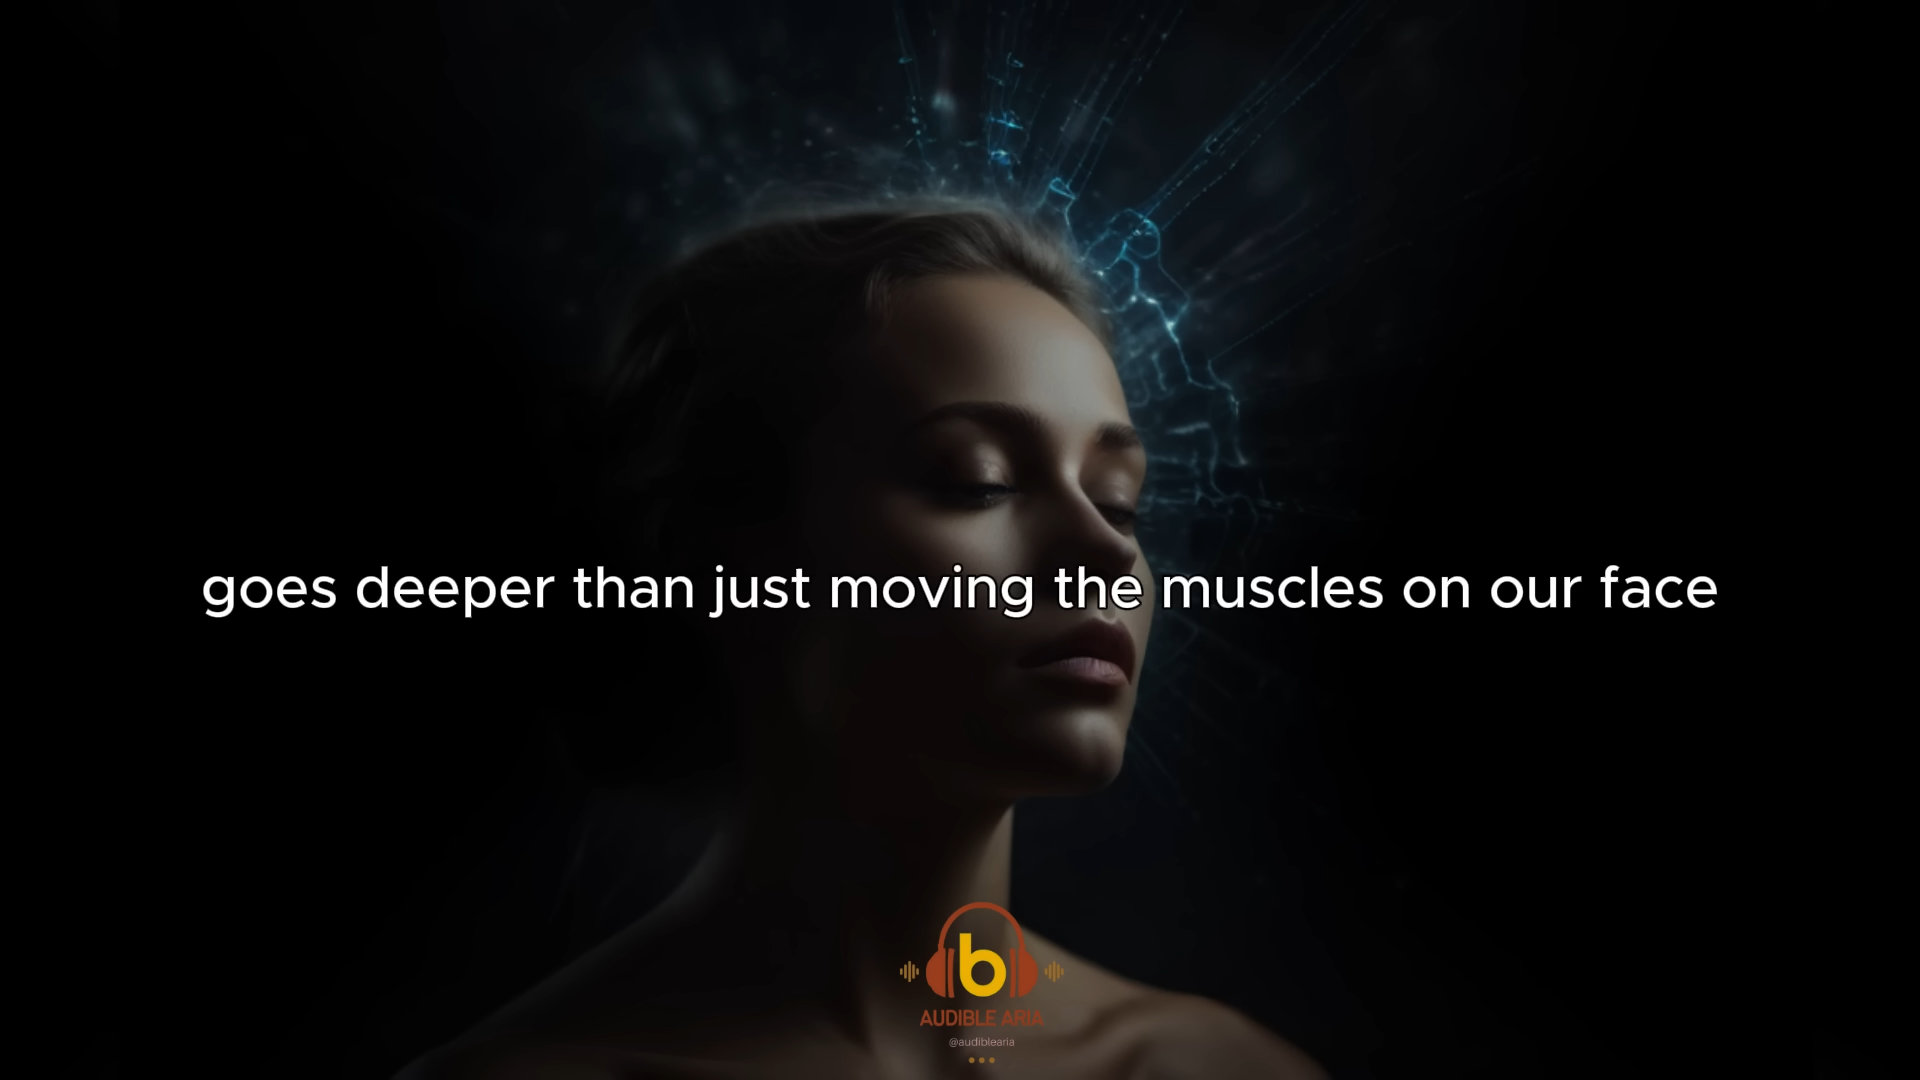 goes deeper than just moving the muscles on our face
b
AUDIBLE ARIA
@audiblearia